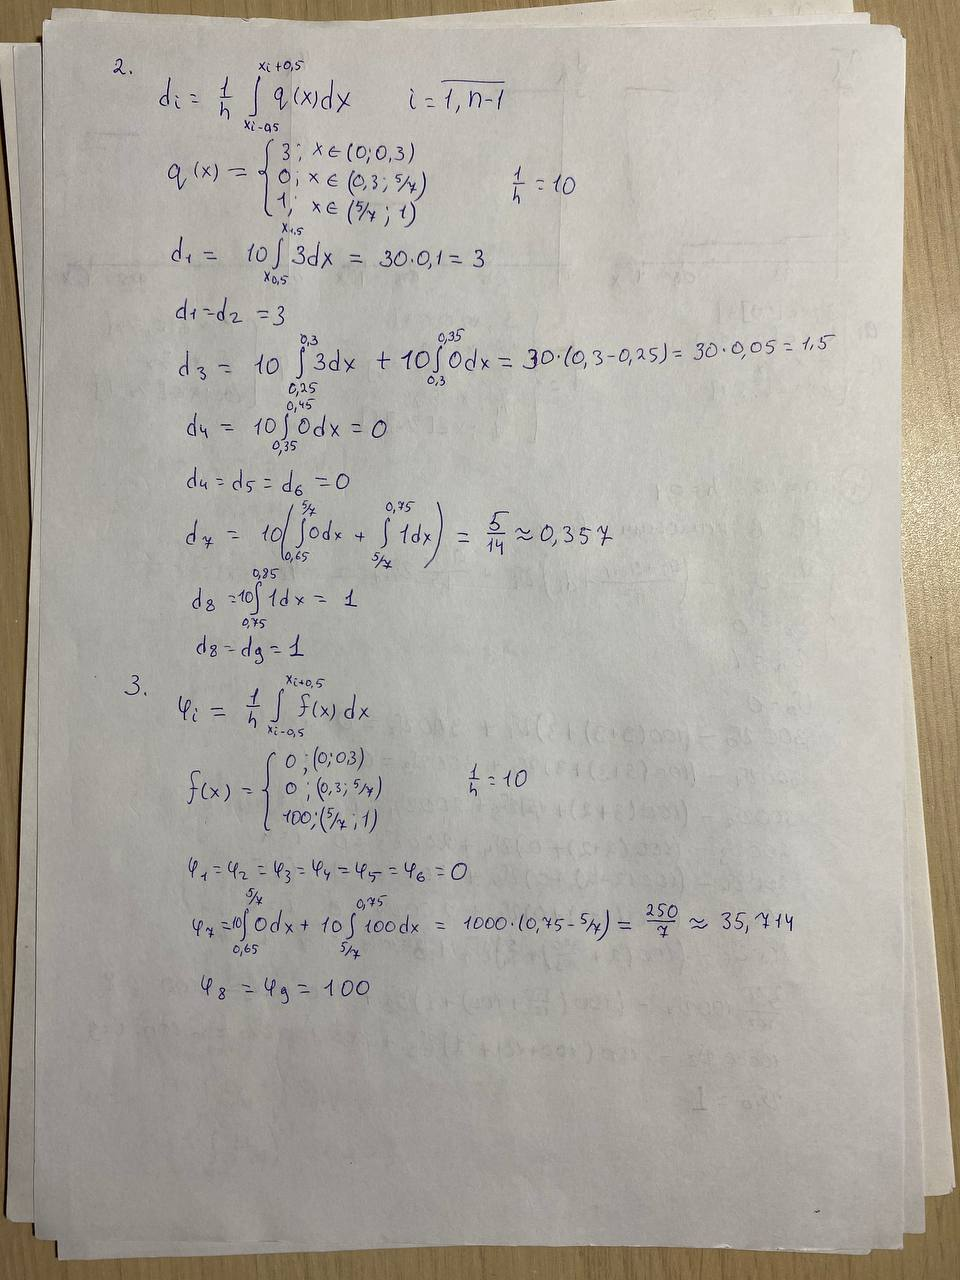 2.
xᵢ+0,5
dᵢ = 1/h ∫ q(x)dx   i = 1, n-1
xᵢ-0,5
q(x) = { 3; x ∈ (0; 0,3)
0; x ∈ (0,3; 5/7)
1; x ∈ (5/7; 1)
1/h = 10
x₁,₅
d₁ = 10 ∫ 3dx = 30·0,1 = 3
x₀,₅
d₁ = d₂ = 3
0,3   0,35
d₃ = 10 ∫ 3dx + 10 ∫ 0dx = 30·(0,3-0,25) = 30·0,05 = 1,5
0,25   0,3
0,45
d₄ = 10 ∫ 0dx = 0
0,35
d₄ = d₅ = d₆ = 0
5/7   0,75
d₇ = 10( ∫ 0dx + ∫ 1dx ) = 5/14 ≈ 0,357
0,65   5/7
0,85
d₈ = 10 ∫ 1dx = 1
0,75
d₈ = d₉ = 1
3.
xᵢ+0,5
φᵢ = 1/h ∫ f(x) dx
xᵢ-0,5
f(x) = { 0; (0; 0,3)
0; (0,3; 5/7)
100; (5/7; 1)
1/h = 10
φ₁ = φ₂ = φ₃ = φ₄ = φ₅ = φ₆ = 0
5/7   0,75
φ₇ = 10 ∫ 0dx + 10 ∫ 100dx = 1000·(0,75 - 5/7) = 250/7 ≈ 35,714
0,65   5/7
φ₈ = φ₉ = 100